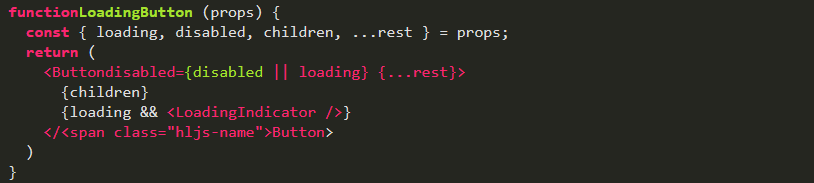 functionLoadingButton (props) {
  const { loading, disabled, children, ...rest } = props;
  return (
    <Buttondisabled={disabled || loading} {...rest}>
      {children}
      {loading && <LoadingIndicator />}
    </<span class="hljs-name">Button>
  )
}